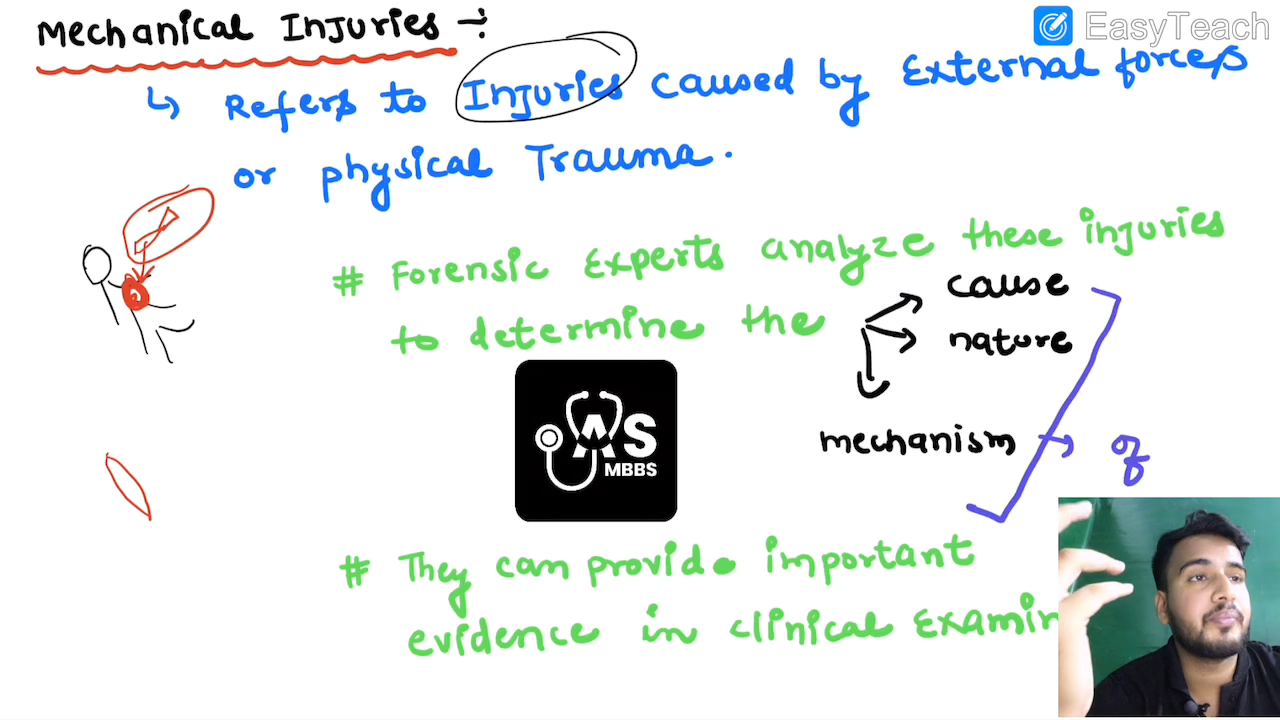 Mechanical Injuries -:
EasyTeach
↳ Refers to Injuries caused by External forces
or physical Trauma.
# Forensic Experts analyze these injuries
to determine the
cause
nature
mechanism
of
AS
MBBS
# They can provide important
evidence in clinical Examin